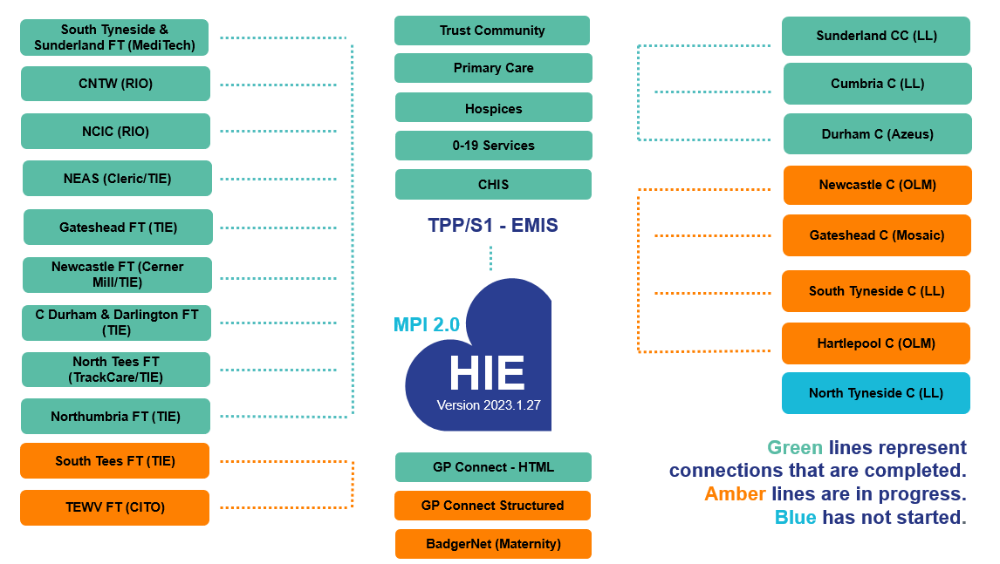 South Tyneside &
Sunderland FT (MediTech)
CNTW (RIO)
NCIC (RIO)
NEAS (Cleric/TIE)
Gateshead FT (TIE)
Newcastle FT (Cerner
Mill/TIE)
C Durham & Darlington FT
(TIE)
North Tees FT
(TrackCare/TIE)
Northumbria FT (TIE)
South Tees FT (TIE)
TEWV FT (CITO)
Trust Community
Primary Care
Hospices
0-19 Services
CHIS
TPP/S1 - EMIS
MPI 2.0
HIE
Version 2023.1.27
GP Connect - HTML
GP Connect Structured
BadgerNet (Maternity)
Sunderland CC (LL)
Cumbria C (LL)
Durham C (Azeus)
Newcastle C (OLM)
Gateshead C (Mosaic)
South Tyneside C (LL)
Hartlepool C (OLM)
North Tyneside C (LL)
Green lines represent
connections that are completed.
Amber lines are in progress.
Blue has not started.